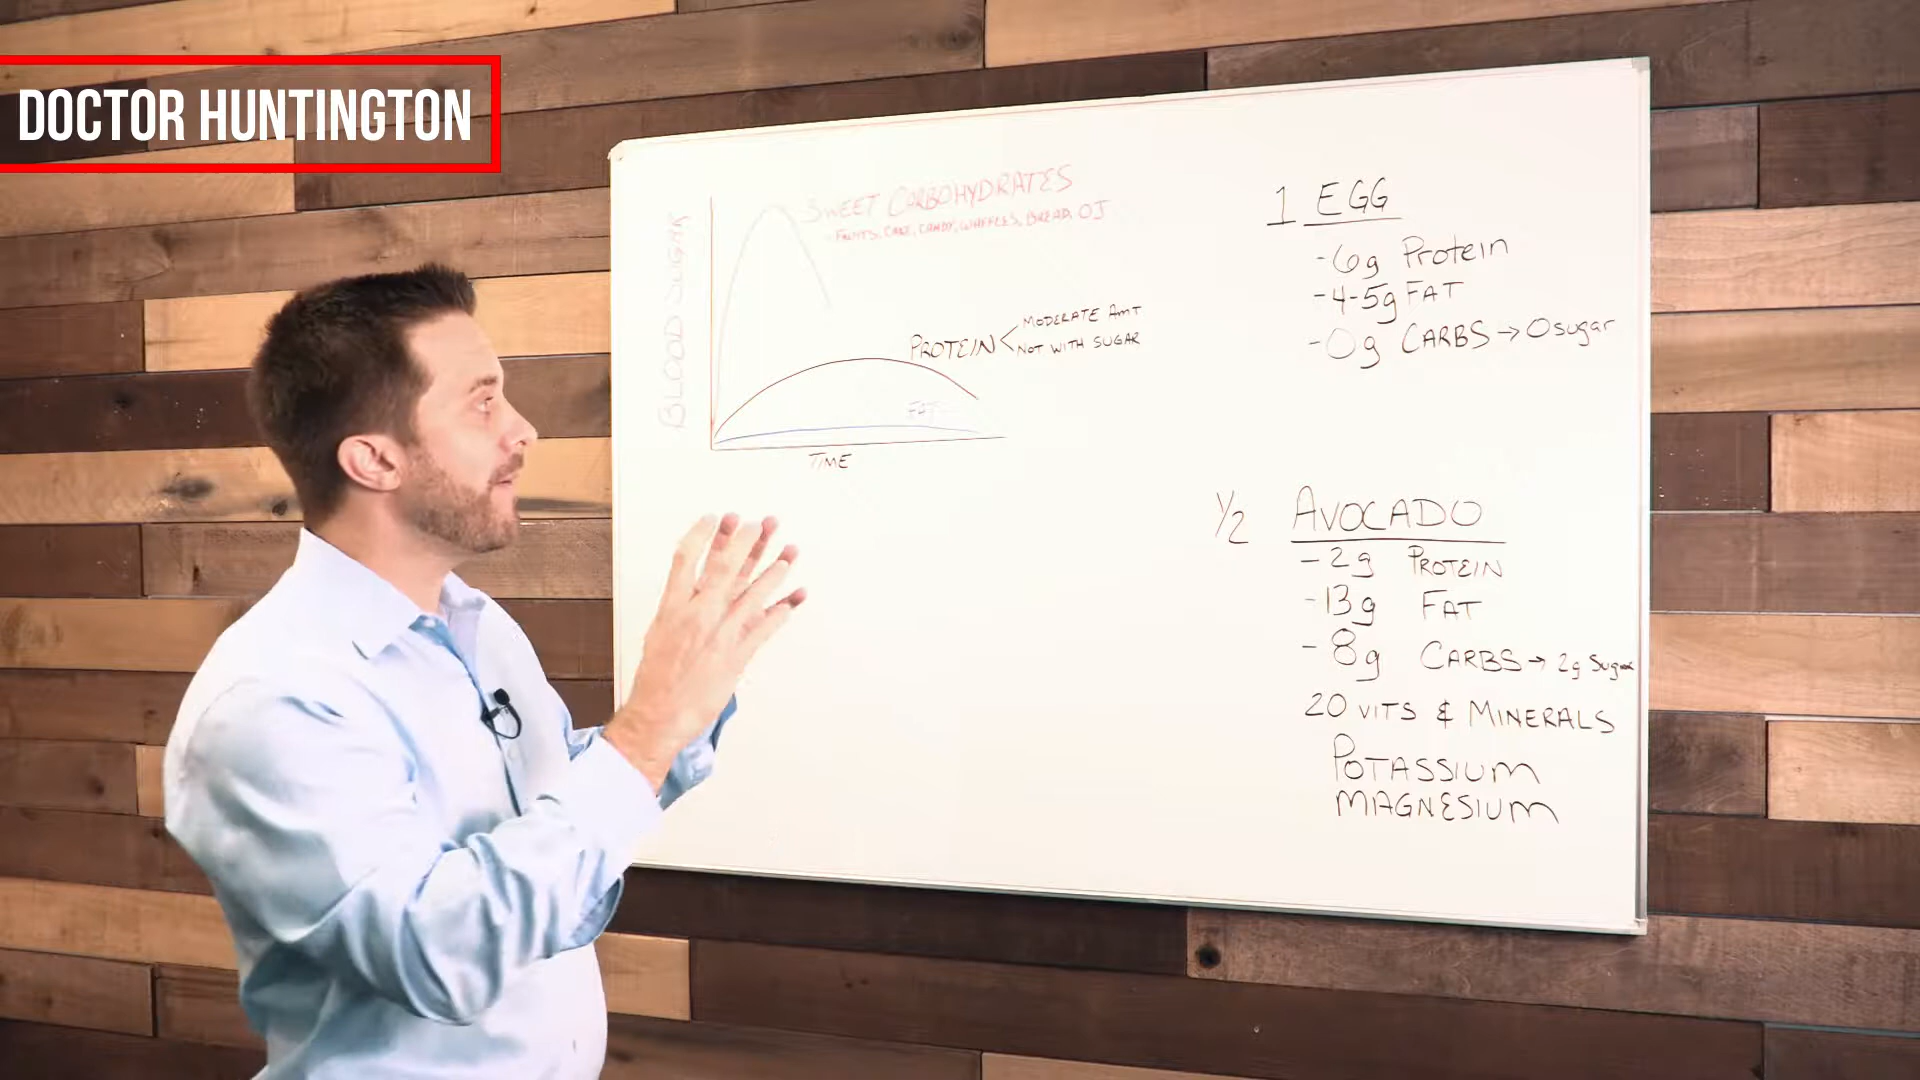 DOCTOR HUNTINGTON
BLOOD SUGAR
SWEET CARBOHYDRATES
- FRUITS, CAKE, CANDY, WAFFLES, BREAD, OJ
PROTEIN
MODERATE AMT
NOT WITH SUGAR
FAT
TIME
1 EGG
-6g Protein
-4-5g FAT
-0g CARBS → 0 sugar
1/2 AVOCADO
-2g PROTEIN
-13g FAT
-8g CARBS → 2g Sugar
20 VITS & MINERALS
POTASSIUM
MAGNESIUM